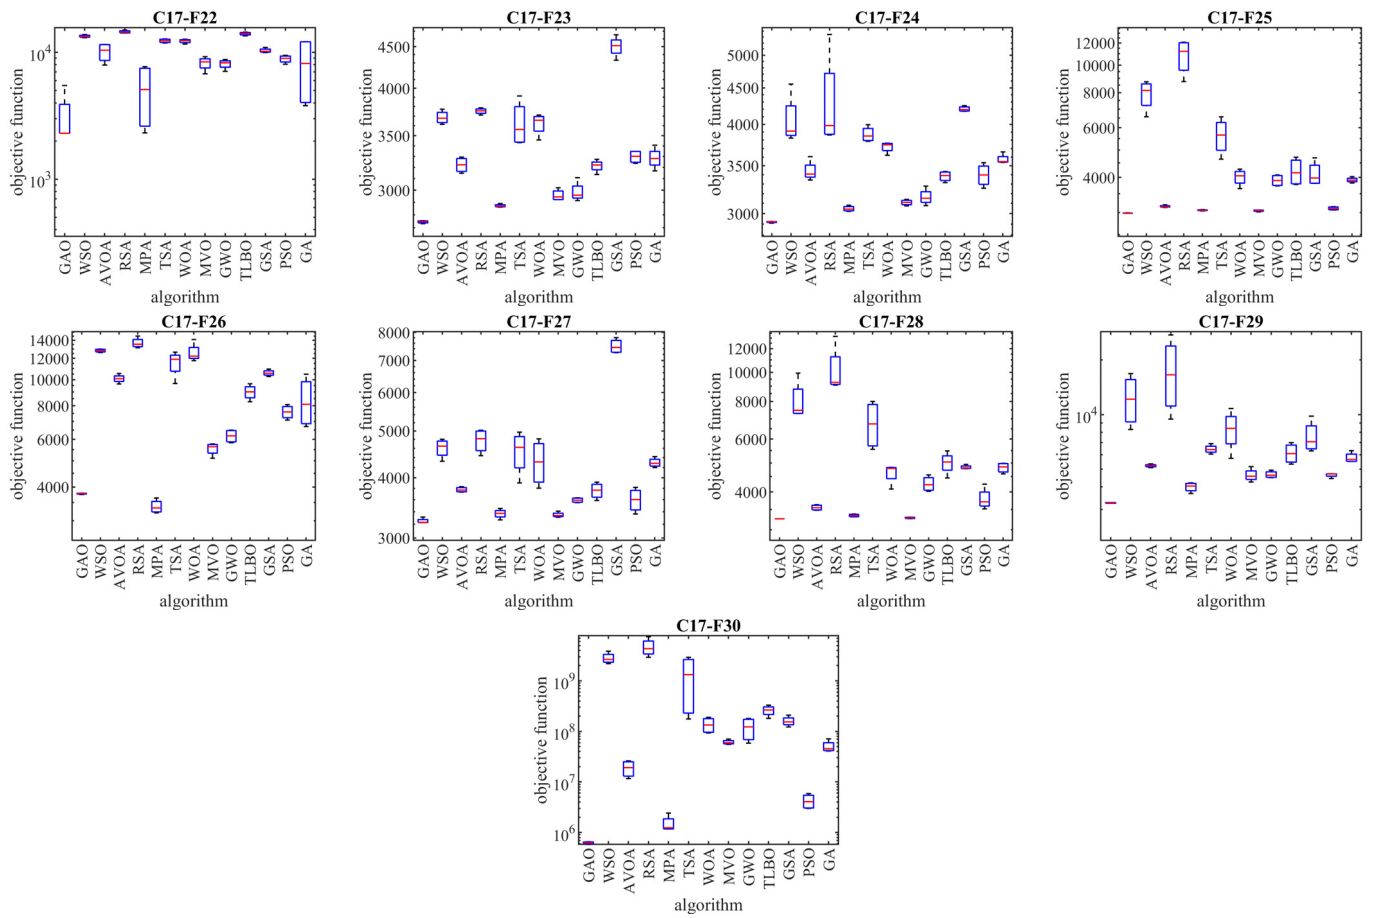 C17-F22
C17-F23
C17-F24
C17-F25
objective function
10^4
10^3
GAO WSO AVOA RSA MPA TSA WOA MVO GWO TLBO GSA PSO GA
algorithm
objective function
4500
4000
3500
3000
GAO WSO AVOA RSA MPA TSA WOA MVO GWO TLBO GSA PSO GA
algorithm
objective function
5000
4500
4000
3500
3000
GAO WSO AVOA RSA MPA TSA WOA MVO GWO TLBO GSA PSO GA
algorithm
objective function
12000
10000
8000
6000
4000
GAO WSO AVOA RSA MPA TSA WOA MVO GWO TLBO GSA PSO GA
algorithm
C17-F26
C17-F27
C17-F28
C17-F29
objective function
14000
12000
10000
8000
6000
4000
GAO WSO AVOA RSA MPA TSA WOA MVO GWO TLBO GSA PSO GA
algorithm
objective function
8000
7000
6000
5000
4000
3000
GAO WSO AVOA RSA MPA TSA WOA MVO GWO TLBO GSA PSO GA
algorithm
objective function
12000
10000
8000
6000
4000
GAO WSO AVOA RSA MPA TSA WOA MVO GWO TLBO GSA PSO GA
algorithm
objective function
10^4
GAO WSO AVOA RSA MPA TSA WOA MVO GWO TLBO GSA PSO GA
algorithm
C17-F30
objective function
10^9
10^8
10^7
10^6
GAO WSO AVOA RSA MPA TSA WOA MVO GWO TLBO GSA PSO GA
algorithm